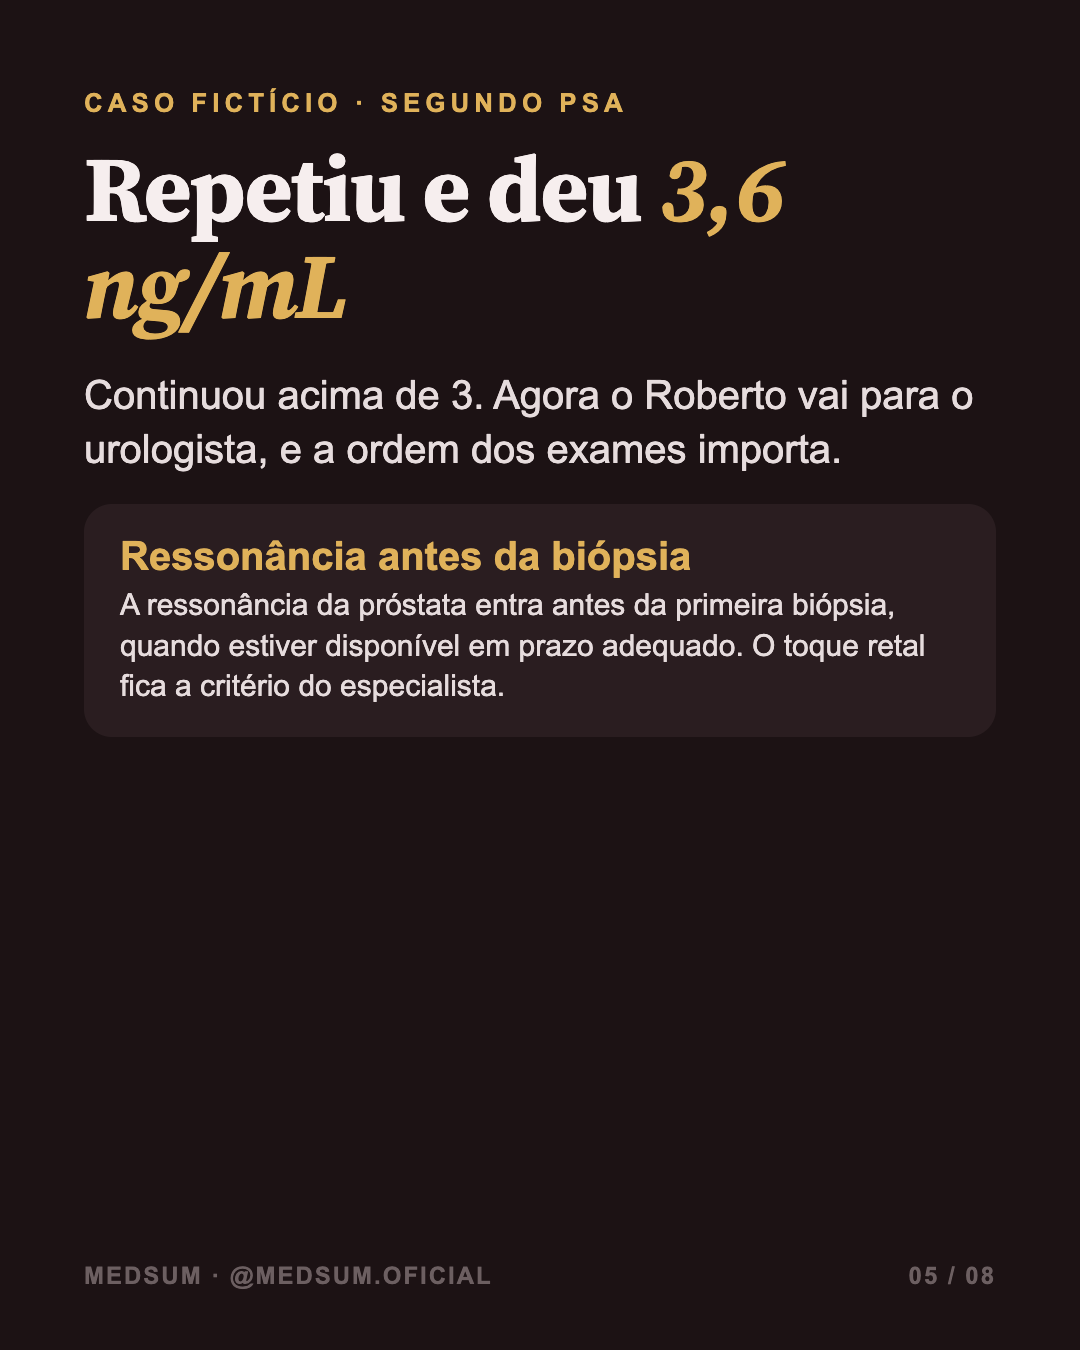 CASO FICTÍCIO · SEGUNDO PSA
Repetiu e deu 3,6
ng/mL
Continuou acima de 3. Agora o Roberto vai para o
urologista, e a ordem dos exames importa.
Ressonância antes da biópsia
A ressonância da próstata entra antes da primeira biópsia,
quando estiver disponível em prazo adequado. O toque retal
fica a critério do especialista.
MEDSUM · @MEDSUM.OFICIAL
05 / 08